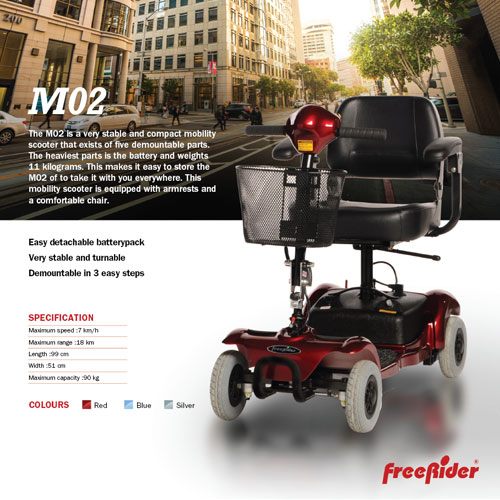 200
M02
The M02 is a very stable and compact mobility
scooter that exists of five demountable parts.
The heaviest parts is the battery and weights
11 kilograms. This makes it easy to store the
M02 of to take it with you everywhere. This
mobility scooter is equipped with armrests and
a comfortable chair.
Easy detachable batterypack
Very stable and turnable
Demountable in 3 easy steps
SPECIFICATION
Maximum speed :7 km/h
Maximum range :18 km
Length :99 cm
Width :51 cm
Maximum capacity :90 kg
COLOURS Red Blue Silver
FreeRider
FreeRider